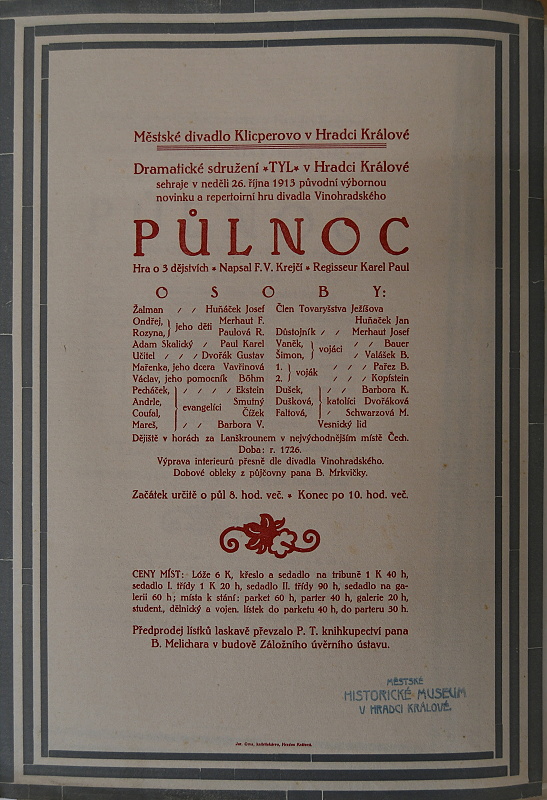 Městské divadlo Klicperovo v Hradci Králové
Dramatické sdružení *TYL* v Hradci Králové
sehraje v neděli 26. října 1913 původní výbornou
novinku a repertoirní hru divadla Vinohradského
PŮLNOC
Hra o 3 dějstvích * Napsal F. V. Krejčí * Regisseur Karel Paul
OSOBY:
Žalman ∕ ∕ Huňáček Josef Člen Tovaryšstva Ježíšova
Ondřej, } jeho děti Merhaut F. Huňaček Jan
Rozyna, Paulová R. Důstojník ∕ ∕ Merhaut Josef
Adam Skalický ∕ Paul Karel Vaněk, } vojáci ∕ ∕ Bauer
Učitel ∕ ∕ ∕ Dvořák Gustav Šimon, ∕ Valášek B.
Mařenka, jeho dcera Vavřinová 1. } voják ∕ ∕ ∕ ∕ Pařez B.
Václav, jeho pomocník Böhm 2. ∕ ∕ ∕ Kopfstein
Pecháček, } ∕ ∕ ∕ ∕ Ekstein Dušek, } ∕ ∕ Barbora K.
Andrle, evangelíci Smutný Dušková, katolíci Dvořáková
Coufal, Čížek Faltová, ∕ Schwarzová M.
Mareš, ∕ ∕ Barbora V. Vesnický lid
Dějiště v horách za Lanškrounem v nejvýchodnějším místě Čech.
Doba: r. 1726.
Výprava interieurů přesně dle divadla Vinohradského.
Dobové obleky z půjčovny pana B. Mrkvičky.
Začátek určitě o půl 8. hod. več. * Konec po 10. hod. več.
CENY MÍST: Lóže 6 K, křeslo a sedadlo na tribuně 1 K 40 h,
sedadlo I. třídy 1 K 20 h, sedadlo II. třídy 90 h, sedadlo na ga-
lerii 60 h; místa k stání: parket 60 h, parter 40 h, galerie 20 h,
student., dělnický a vojen. lístek do parketu 40 h, do parteru 30 h.
Předprodej lístků laskavě převzalo P. T. knihkupectví pana
B. Melichara v budově Záložního úvěrního ústavu.
MĚSTSKÉ
HISTORICKÉ MUSEUM
V HRADCI KRÁLOVÉ.
Hradec Králové.